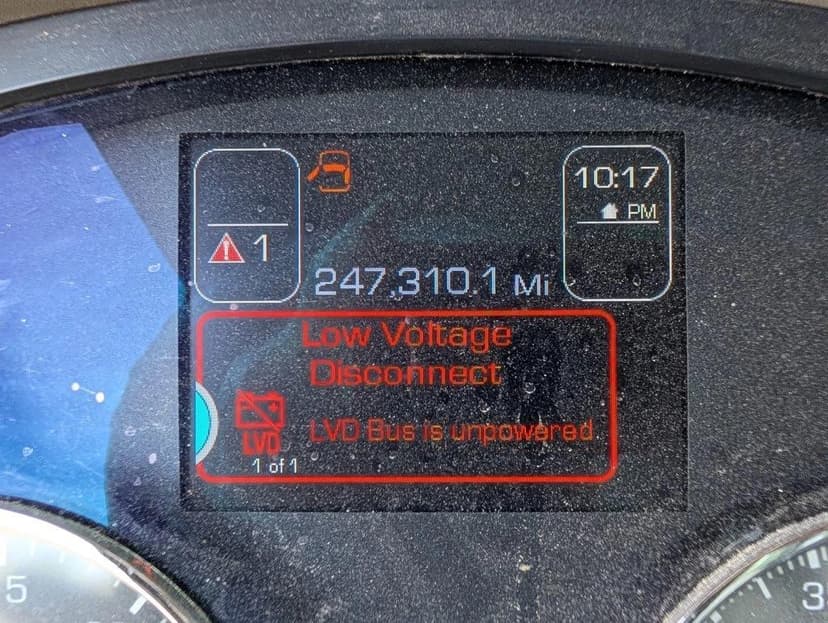 10:17
PM
1
247,310.1 Mi
Low Voltage
Disconnect
LVD
LVD Bus is unpowered
1 of 1
5
3